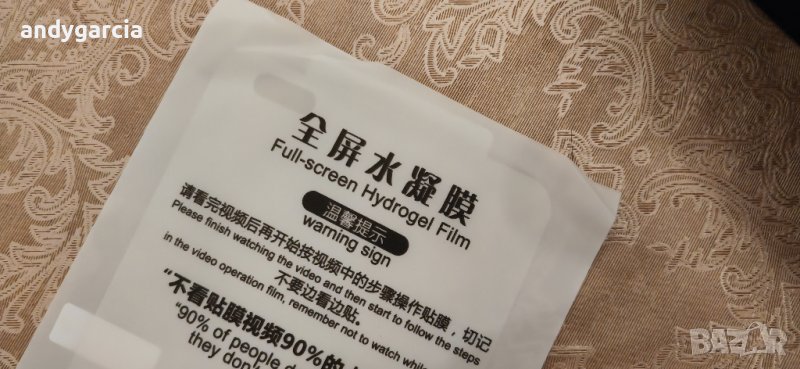 andygarcia
全屏水凝膜
Full-screen Hydrogel Film
温馨提示
warning sign
请看完视频后再开始按视频中的步骤操作贴膜，切记
Please finish watching the video and then start to follow the steps
不要边看边贴。
in the video operation film, remember not to watch while
"不看贴膜视频90%的
"90% of people
they don't
BAZAR